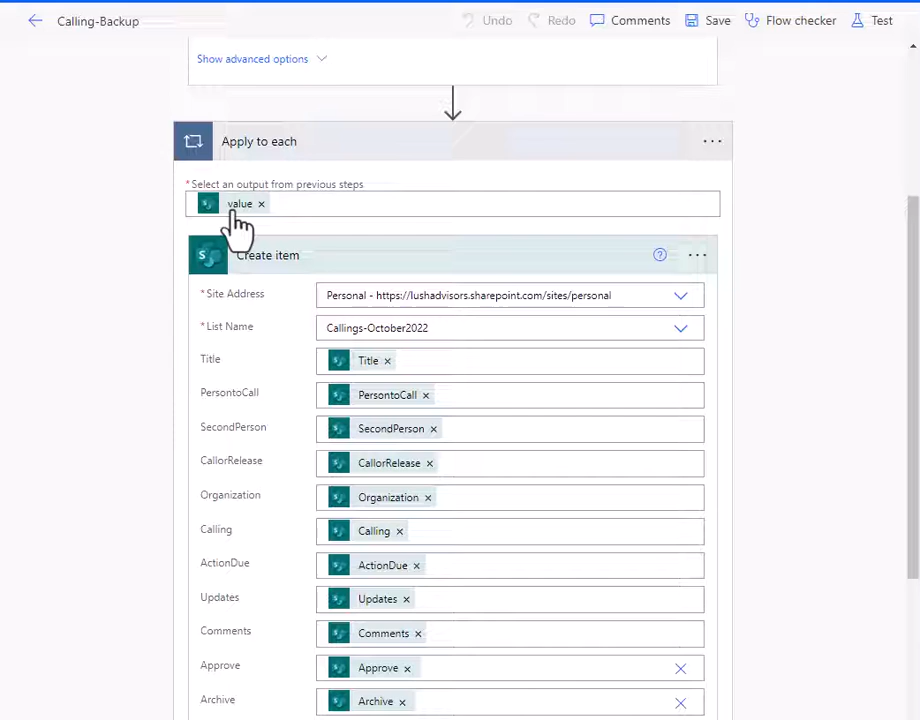 Calling-Backup Undo Redo Comments Save Flow checker Test
Show advanced options
Apply to each
*Select an output from previous steps
value ×
Create item
*Site Address Personal - https://lushadvisors.sharepoint.com/sites/personal
*List Name Callings-October2022
Title Title ×
PersontoCall PersontoCall ×
SecondPerson SecondPerson ×
CallorRelease CallorRelease ×
Organization Organization ×
Calling Calling ×
ActionDue ActionDue ×
Updates Updates ×
Comments Comments ×
Approve Approve ×
Archive Archive ×